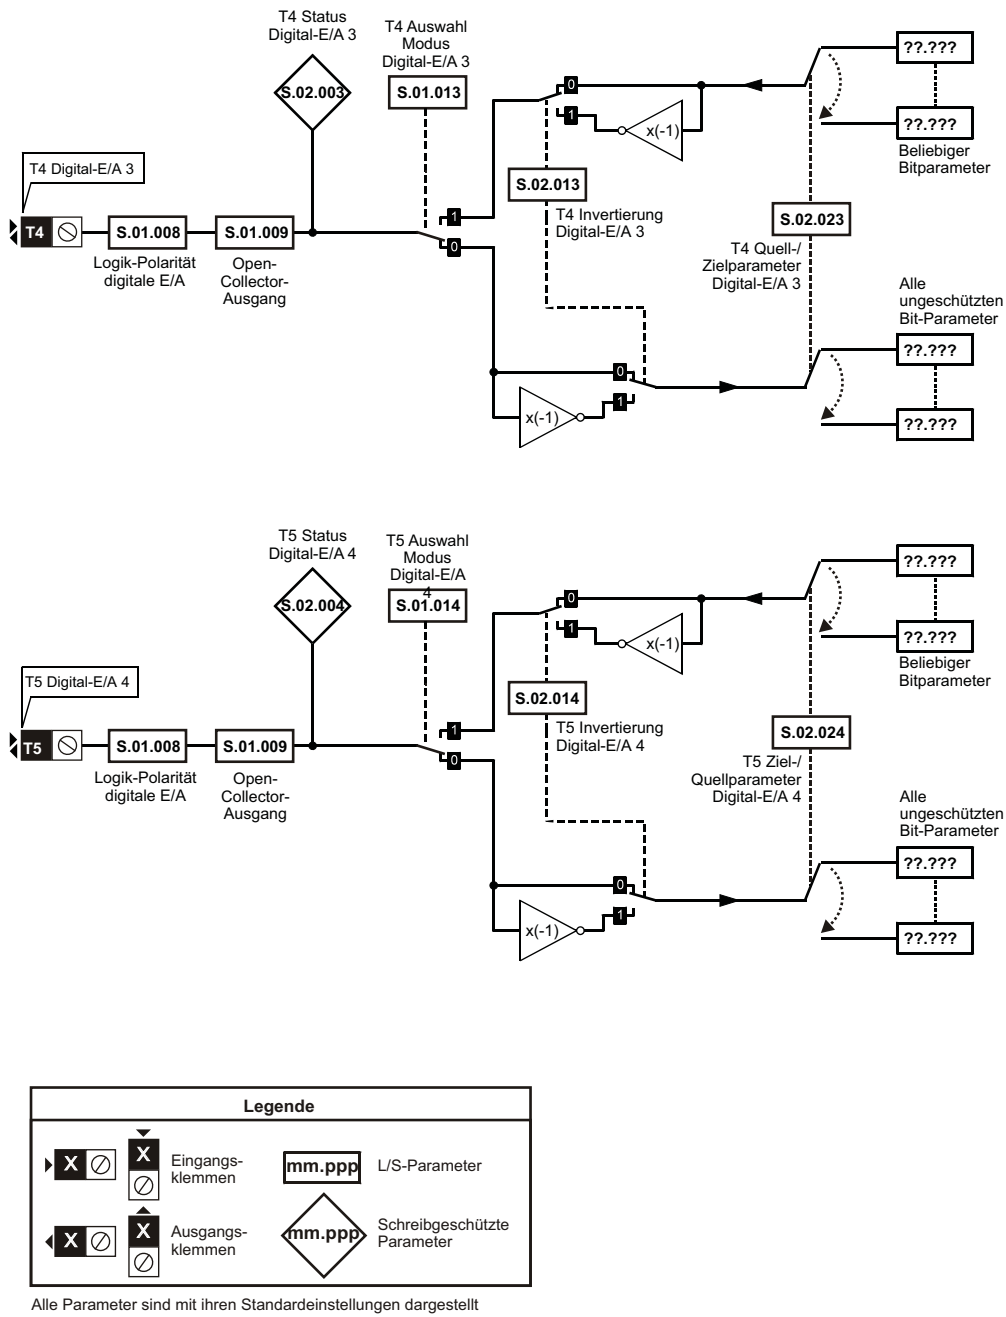 T4 Status
Digital-E/A 3
T4 Auswahl
Modus
Digital-E/A 3
S.02.003
S.01.013
0
1
x(-1)
??.???
??.???
Beliebiger
Bitparameter
T4 Digital-E/A 3
S.02.013
T4 Invertierung
Digital-E/A 3
S.02.023
T4 Quell-/
Zielparameter
Digital-E/A 3
T4
S.01.008
S.01.009
1
0
Logik-Polarität
digitale E/A
Open-
Collector-
Ausgang
Alle
ungeschützten
Bit-Parameter
??.???
??.???
0
1
x(-1)
T5 Status
Digital-E/A 4
T5 Auswahl
Modus
Digital-E/A
4
S.02.004
S.01.014
0
1
x(-1)
??.???
??.???
Beliebiger
Bitparameter
T5 Digital-E/A 4
S.02.014
T5 Invertierung
Digital-E/A 4
S.02.024
T5 Ziel-/
Quellparameter
Digital-E/A 4
T5
S.01.008
S.01.009
1
0
Logik-Polarität
digitale E/A
Open-
Collector-
Ausgang
Alle
ungeschützten
Bit-Parameter
??.???
??.???
0
1
x(-1)
Legende
X
X
Eingangs-
klemmen
mm.ppp
L/S-Parameter
X
X
Ausgangs-
klemmen
mm.ppp
Schreibgeschützte
Parameter
Alle Parameter sind mit ihren Standardeinstellungen dargestellt